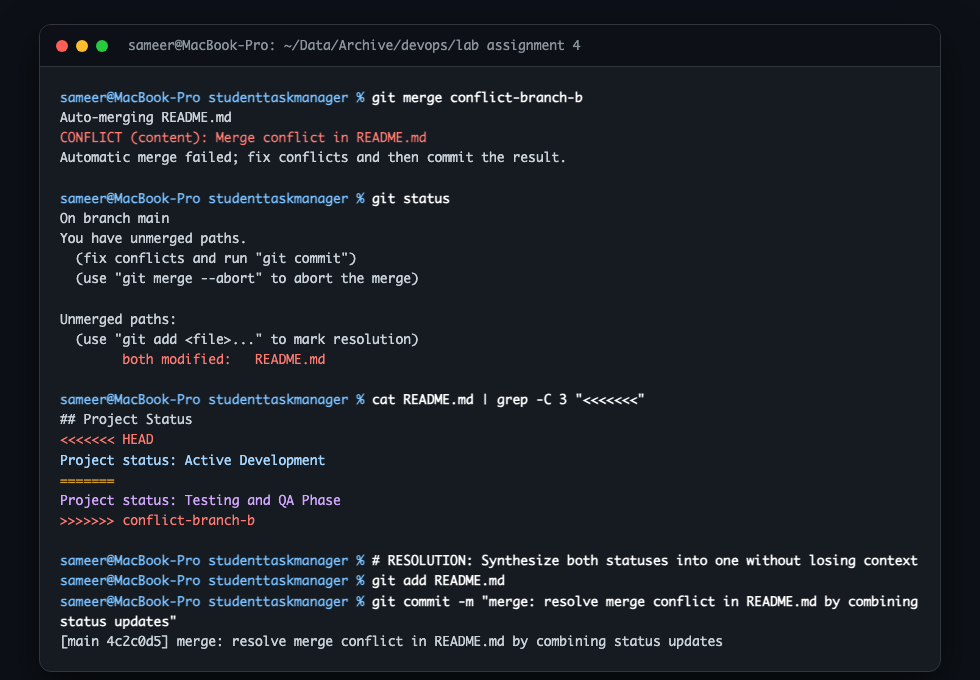 sameer@MacBook-Pro: ~/Data/Archive/devops/lab assignment 4
sameer@MacBook-Pro studenttaskmanager % git merge conflict-branch-b
Auto-merging README.md
CONFLICT (content): Merge conflict in README.md
Automatic merge failed; fix conflicts and then commit the result.
sameer@MacBook-Pro studenttaskmanager % git status
On branch main
You have unmerged paths.
  (fix conflicts and run "git commit")
  (use "git merge --abort" to abort the merge)
Unmerged paths:
  (use "git add <file>..." to mark resolution)
        both modified:   README.md
sameer@MacBook-Pro studenttaskmanager % cat README.md | grep -C 3 "<<<<<<<"
## Project Status
<<<<<<< HEAD
Project status: Active Development
=======
Project status: Testing and QA Phase
>>>>>>> conflict-branch-b
sameer@MacBook-Pro studenttaskmanager % # RESOLUTION: Synthesize both statuses into one without losing context
sameer@MacBook-Pro studenttaskmanager % git add README.md
sameer@MacBook-Pro studenttaskmanager % git commit -m "merge: resolve merge conflict in README.md by combining
status updates"
[main 4c2c0d5] merge: resolve merge conflict in README.md by combining status updates